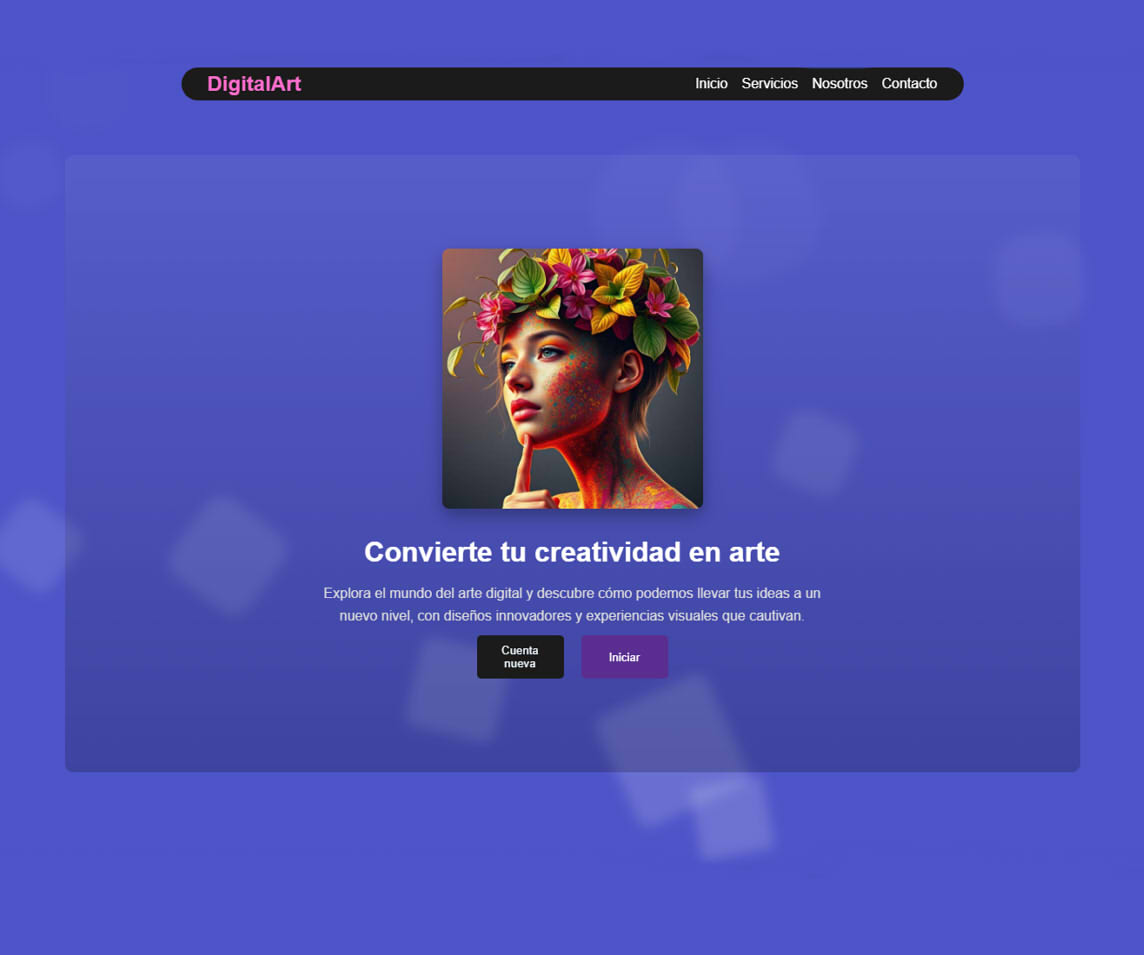 DigitalArt
Inicio Servicios Nosotros Contacto
Convierte tu creatividad en arte
Explora el mundo del arte digital y descubre cómo podemos llevar tus ideas a un
nuevo nivel, con diseños innovadores y experiencias visuales que cautivan.
Cuenta
nueva
Iniciar